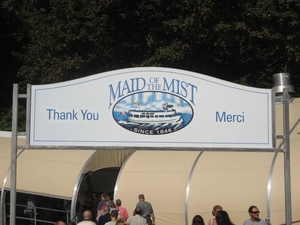 MAID OF THE MIST
Thank You
Merci
SINCE 1846